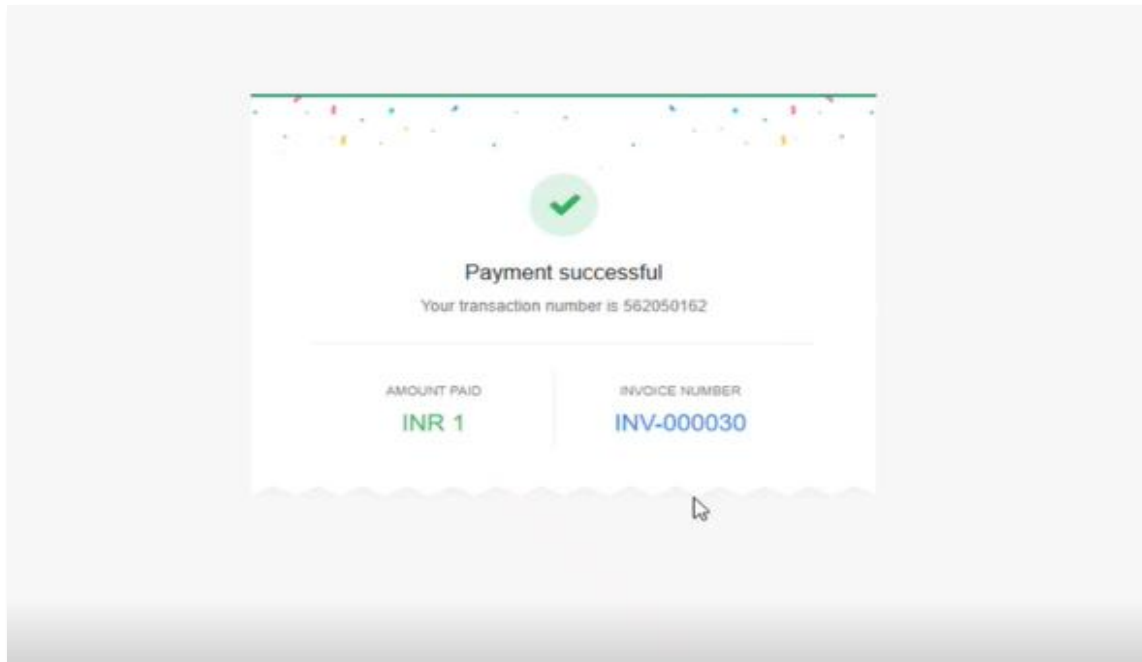 Payment successful
Your transaction number is 562050162
AMOUNT PAID
INR 1
INVOICE NUMBER
INV-000030